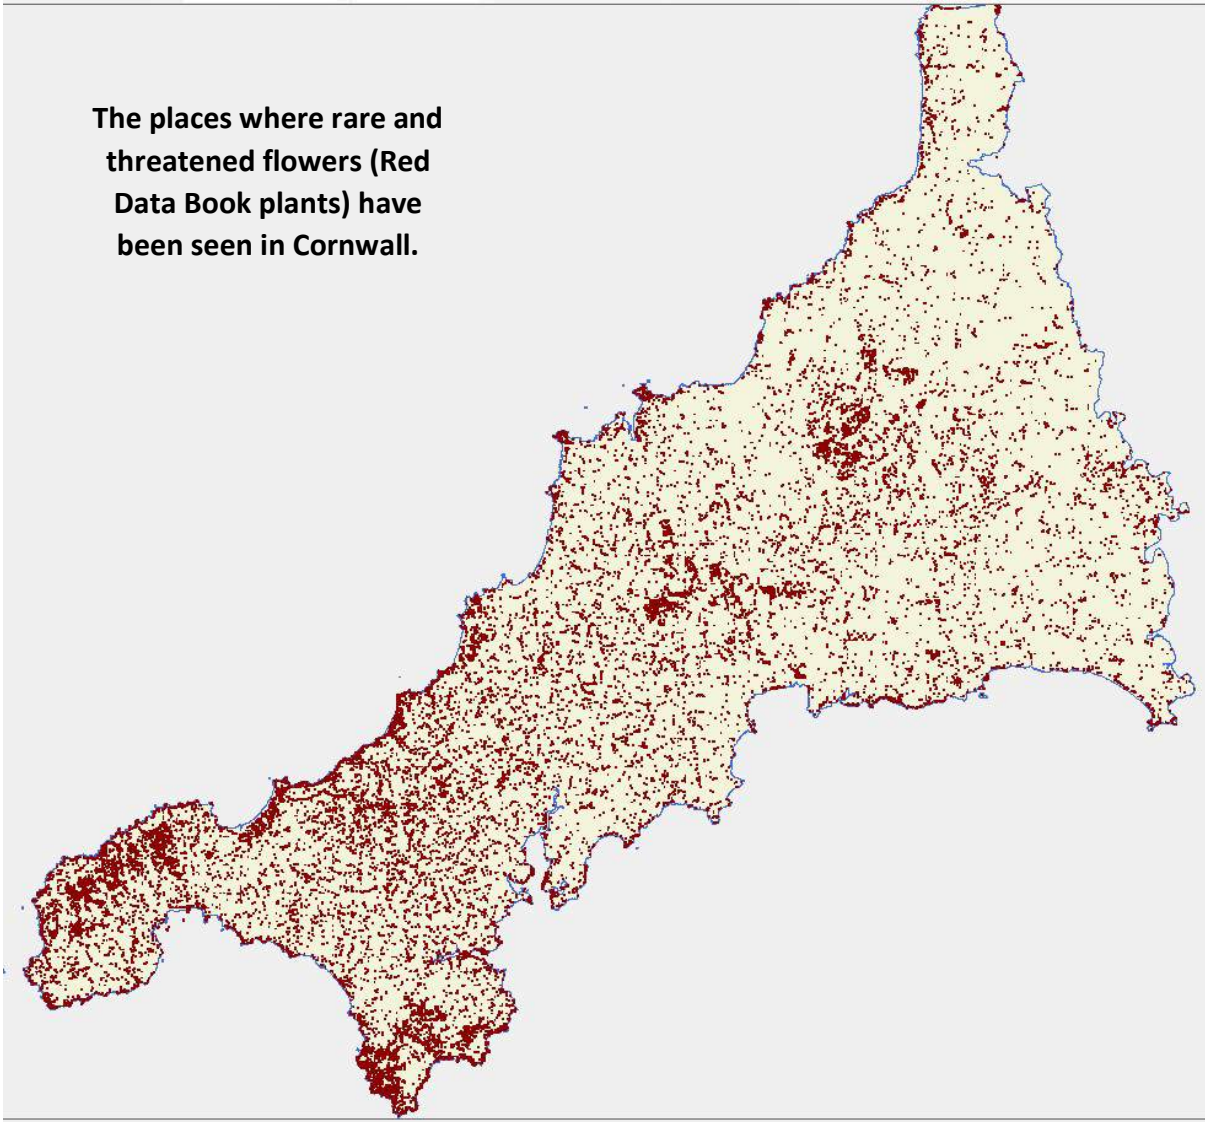 The places where rare and
threatened flowers (Red
Data Book plants) have
been seen in Cornwall.